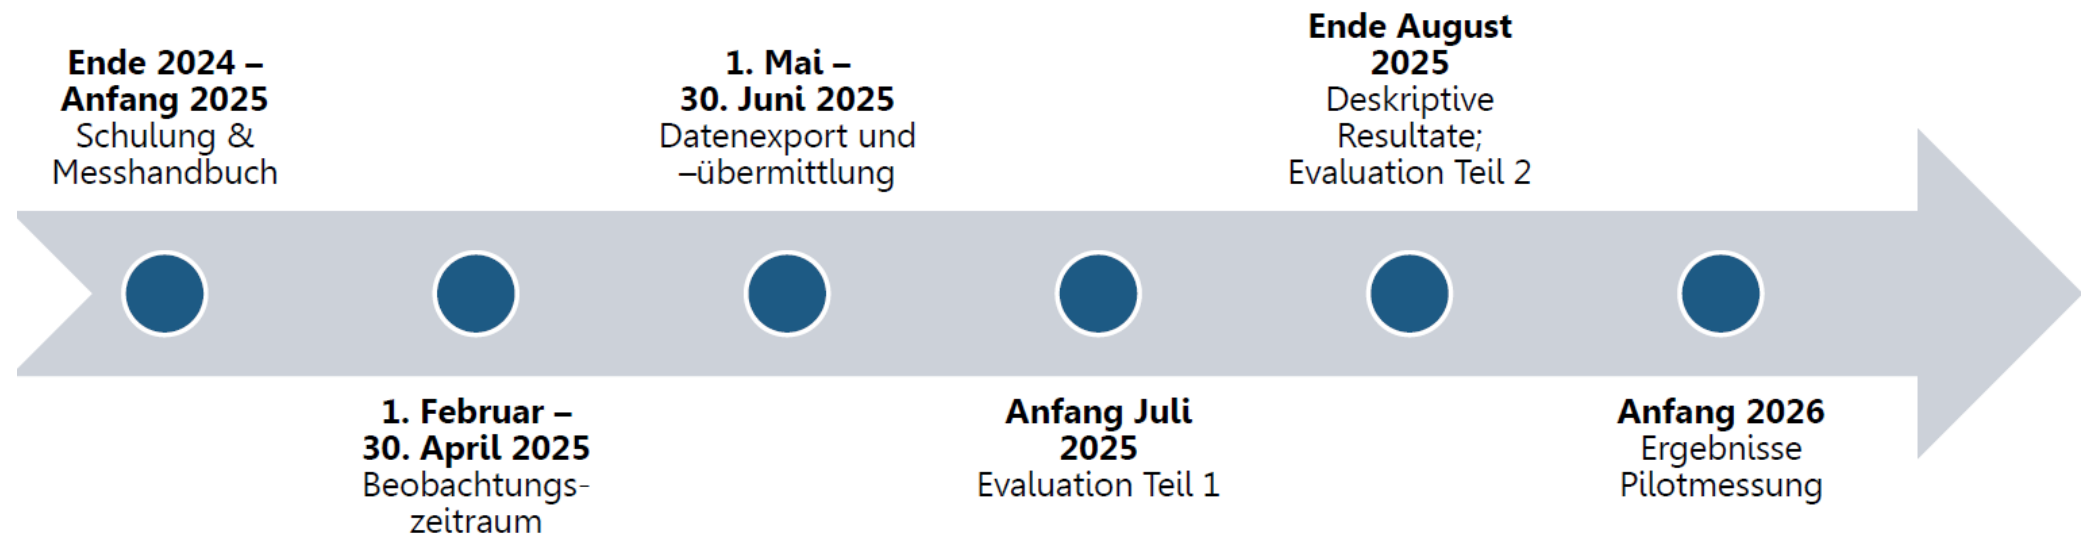 Ende 2024 –
Anfang 2025
Schulung &
Messhandbuch
1. Februar –
30. April 2025
Beobachtungs-
zeitraum
1. Mai –
30. Juni 2025
Datenexport und
–übermittlung
Anfang Juli
2025
Evaluation Teil 1
Ende August
2025
Deskriptive
Resultate;
Evaluation Teil 2
Anfang 2026
Ergebnisse
Pilotmessung